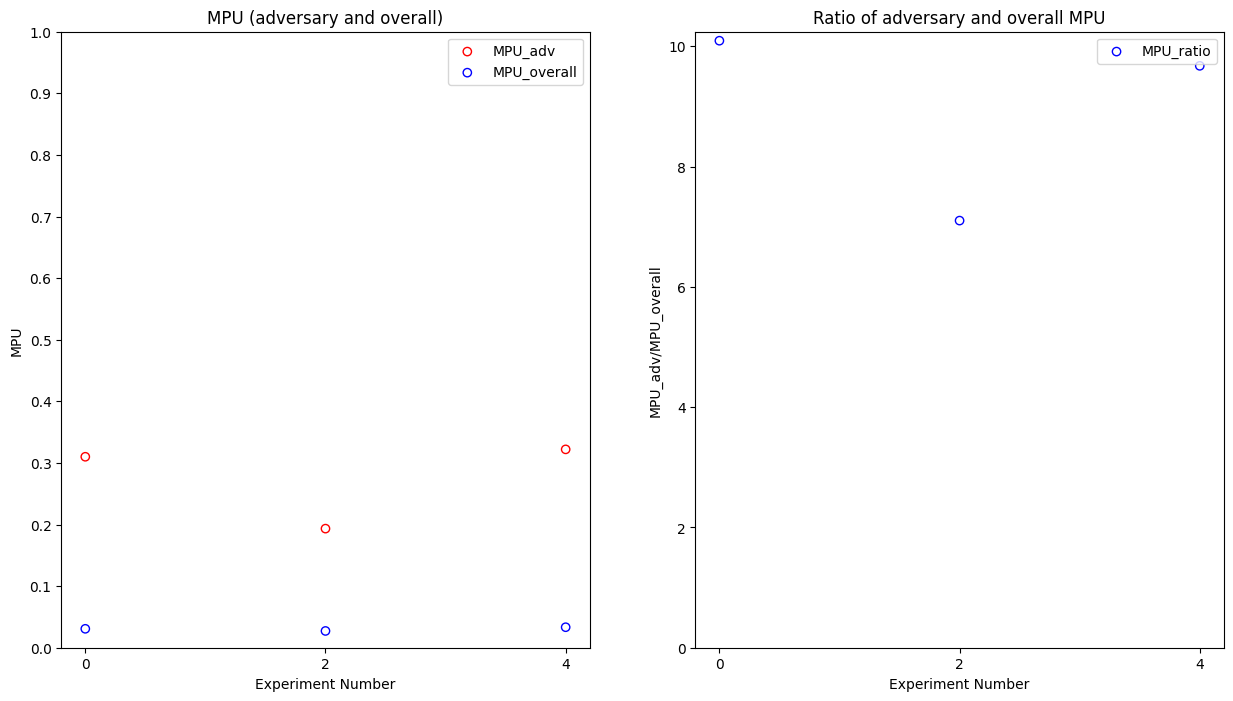 MPU (adversary and overall)
1.0
0.9
0.8
0.7
0.6
0.5
0.4
0.3
0.2
0.1
0.0
MPU
MPU_adv
MPU_overall
0 2 4
Experiment Number
Ratio of adversary and overall MPU
10
8
6
4
2
0
MPU_adv/MPU_overall
MPU_ratio
0 2 4
Experiment Number